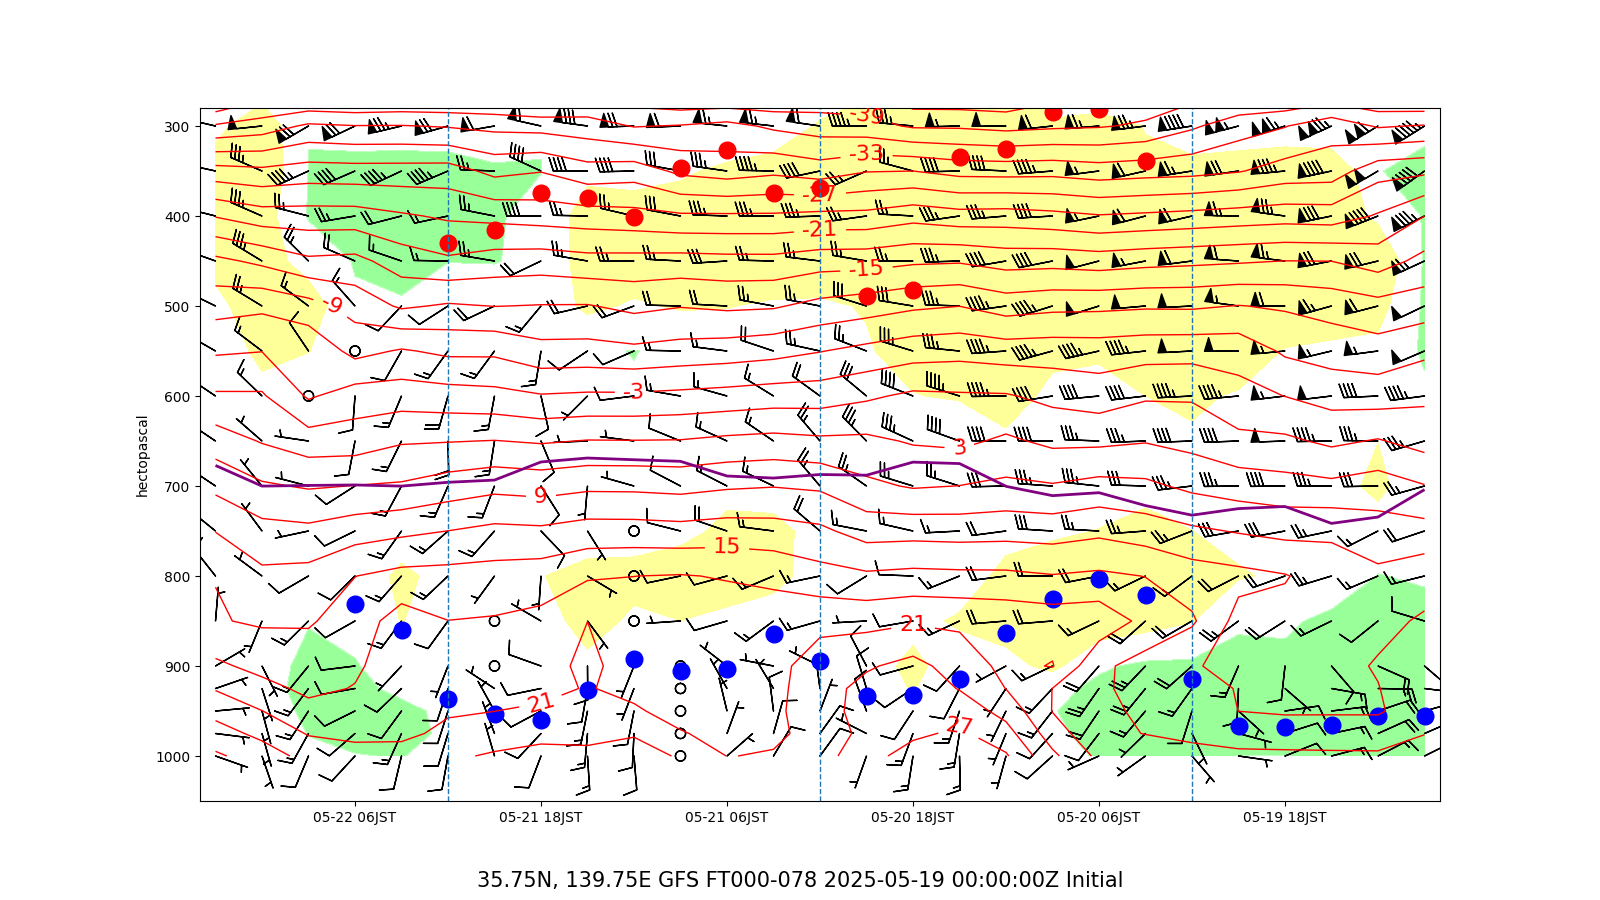 hectopascal
300
400
500
600
700
800
900
1000
-39
-33
-27
-21
-15
-9
-3
3
9
15
21
21
27
05-22 06JST
05-21 18JST
05-21 06JST
05-20 18JST
05-20 06JST
05-19 18JST
35.75N, 139.75E GFS FT000-078 2025-05-19 00:00:00Z Initial